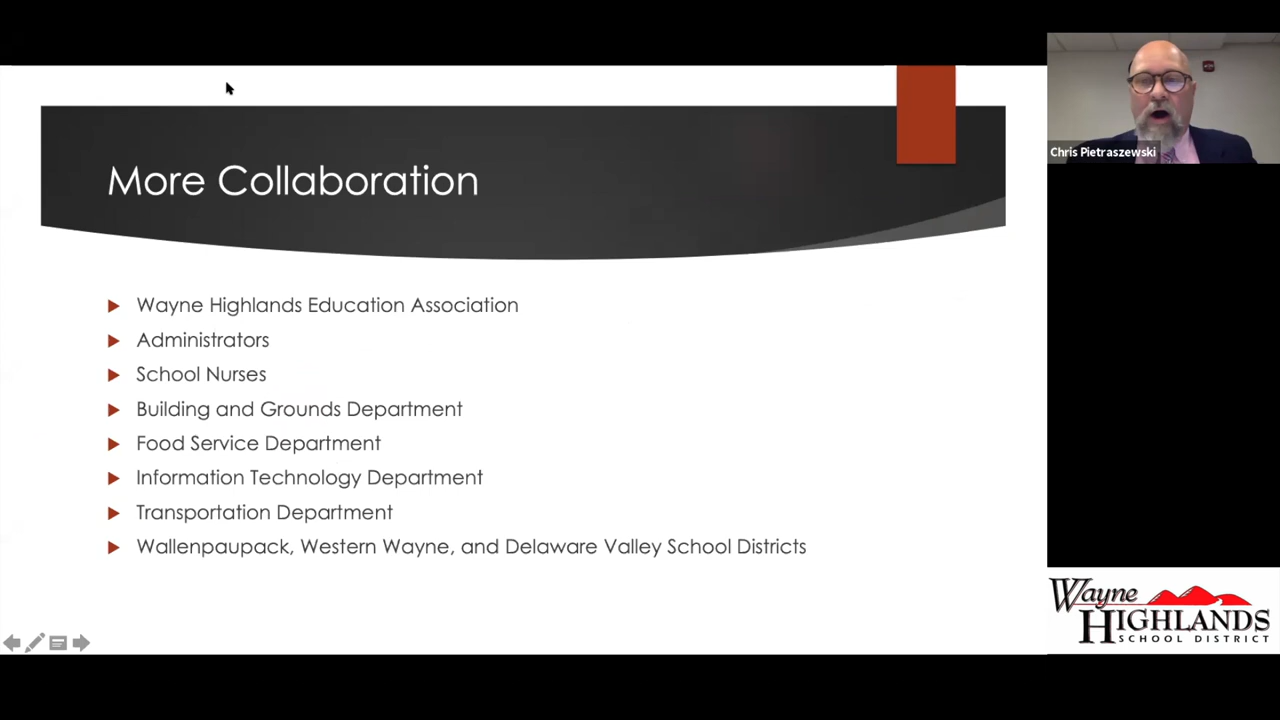 More Collaboration
Wayne Highlands Education Association
Administrators
School Nurses
Building and Grounds Department
Food Service Department
Information Technology Department
Transportation Department
Wallenpaupack, Western Wayne, and Delaware Valley School Districts
Chris Pietraszewski
Wayne
HIGHLANDS
SCHOOL DISTRICT